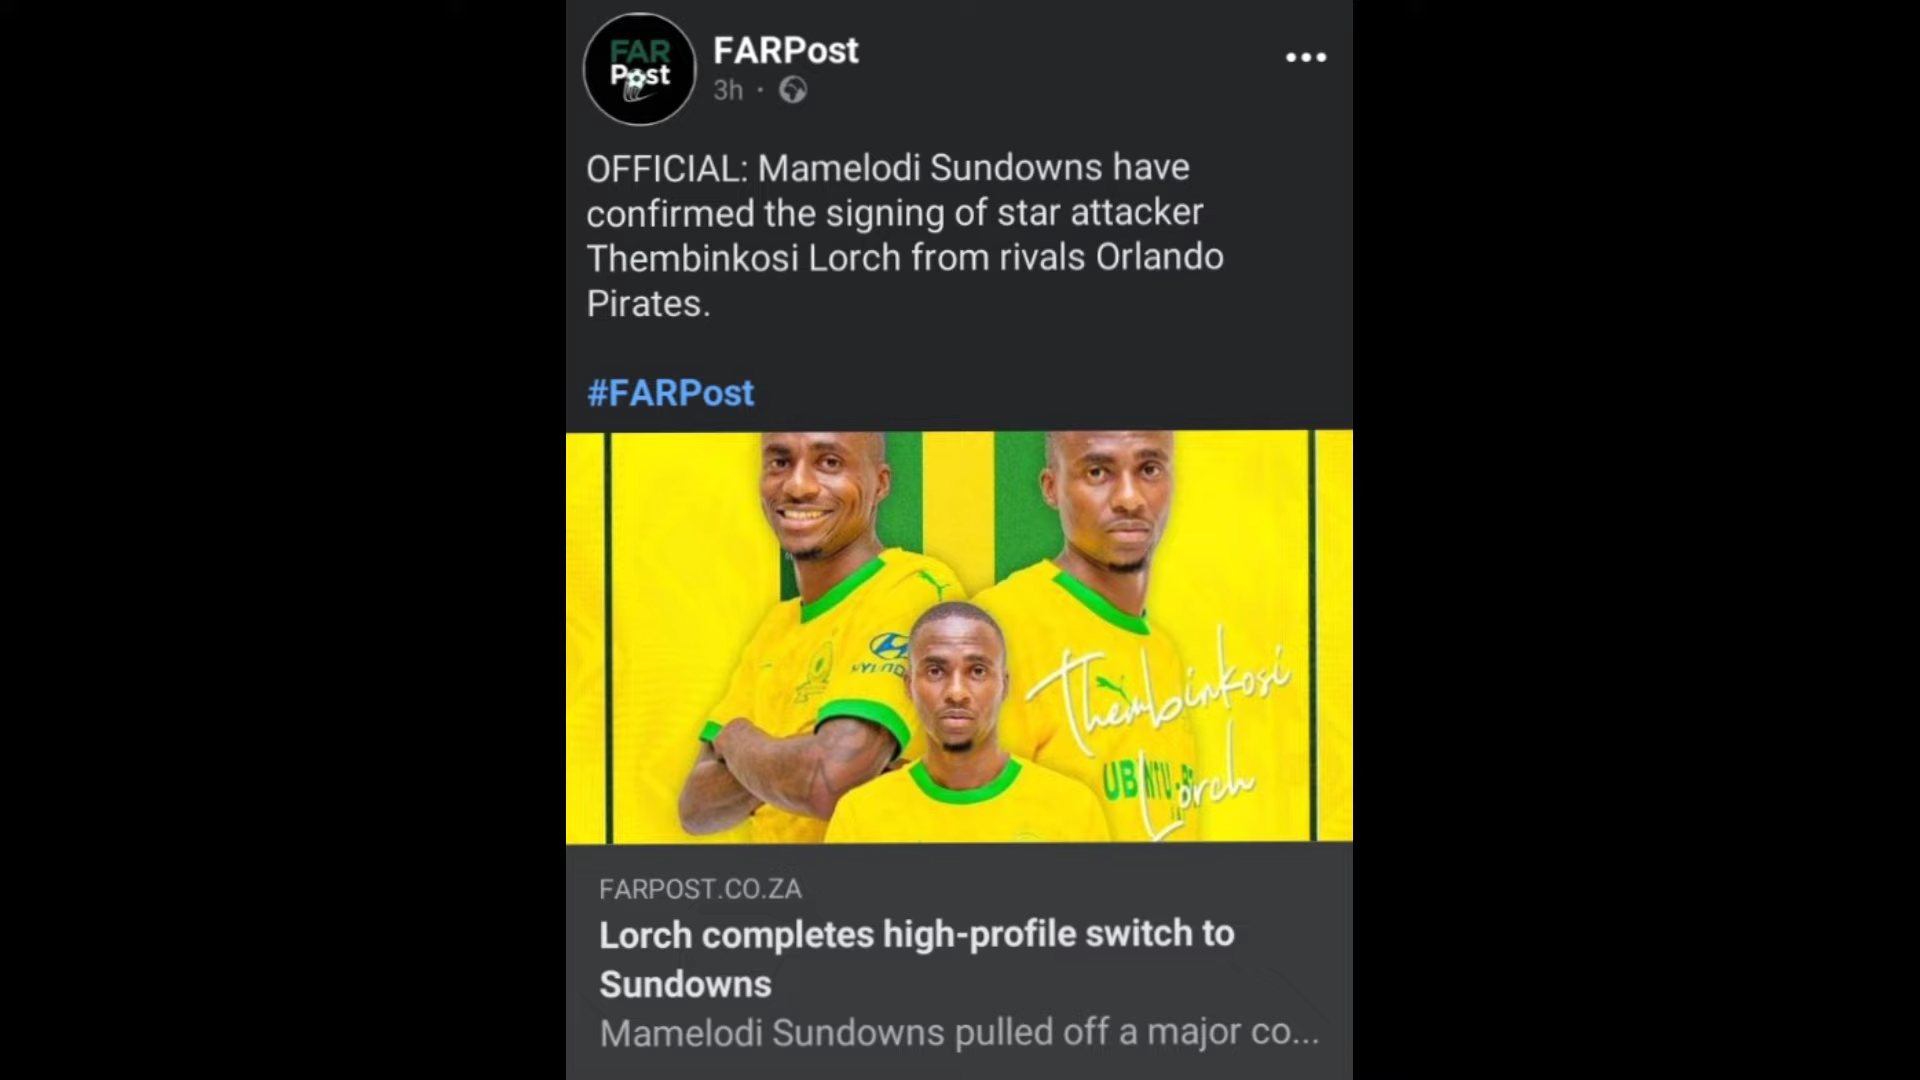 FAR
Post
FARPost
3h ·
OFFICIAL: Mamelodi Sundowns have
confirmed the signing of star attacker
Thembinkosi Lorch from rivals Orlando
Pirates.
#FARPost
Thembinkosi
Lorch
FARPOST.CO.ZA
Lorch completes high-profile switch to
Sundowns
Mamelodi Sundowns pulled off a major co...